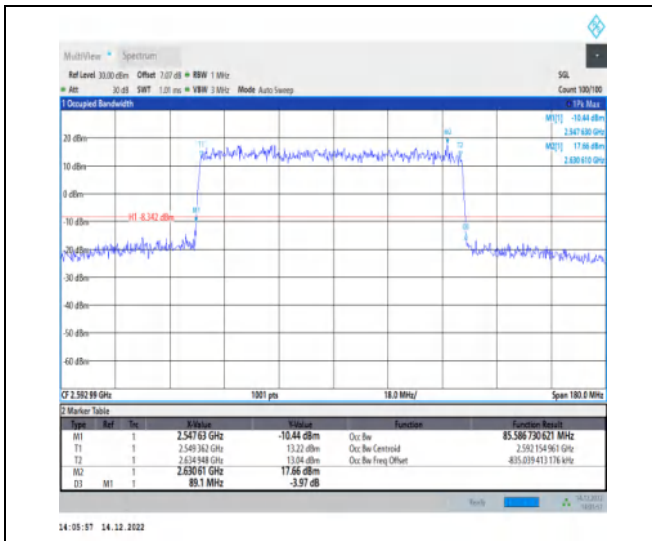 MultiView Spectrum
Ref Level 30.00 dBm Offset 7.07 dB RBW 1 MHz SGL
Att 30 dB SWT 1.01 ms VBW 3 MHz Mode Auto Sweep Count 100/100
1 Occupied Bandwidth 1Pk Max
M1[1] -10.44 dBm
2.547 630 GHz
M2[1] 17.66 dBm
2.630 610 GHz
20 dBm
M2
T1
T2
10 dBm
0 dBm
M1
-10 dBm
H1 -8.342 dBm
D3
-20 dBm
-30 dBm
-40 dBm
-50 dBm
-60 dBm
CF 2.592 99 GHz 1001 pts 18.0 MHz/ Span 180.0 MHz
2 Marker Table
Type Ref Trc X-Value Y-Value Function Function Result
M1 1 2.547 63 GHz -10.44 dBm Occ Bw 85.586 730 621 MHz
T1 1 2.549 362 GHz 13.22 dBm Occ Bw Centroid 2.592 154 961 GHz
T2 1 2.634 948 GHz 13.04 dBm Occ Bw Freq Offset -835.039 413 176 kHz
M2 1 2.630 61 GHz 17.66 dBm
D3 M1 1 89.1 MHz -3.97 dB
Ready
14:05:57 14.12.2022